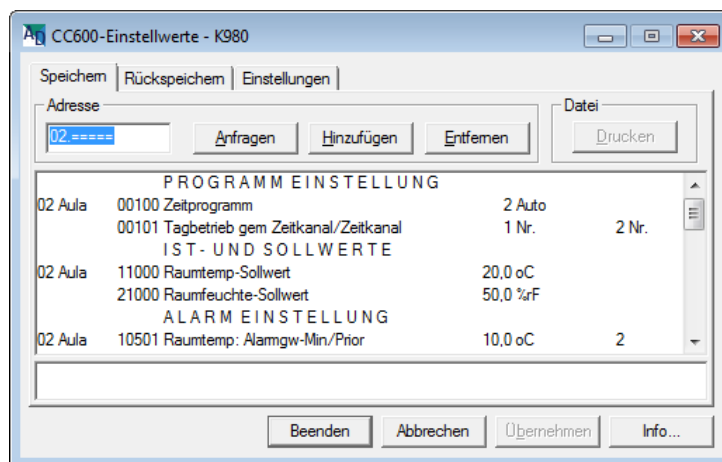 AD CC600-Einstellwerte - K980
Speichern Rückspeichern Einstellungen
Adresse Datei
02.===== Anfragen Hinzufügen Entfernen Drucken
PROGRAMM EINSTELLUNG
02 Aula 00100 Zeitprogramm 2 Auto
00101 Tagbetrieb gem Zeitkanal/Zeitkanal 1 Nr. 2 Nr.
IST- UND SOLLWERTE
02 Aula 11000 Raumtemp-Sollwert 20,0 oC
21000 Raumfeuchte-Sollwert 50,0 %rF
ALARM EINSTELLUNG
02 Aula 10501 Raumtemp: Alarmgw-Min/Prior 10,0 oC 2
Beenden Abbrechen Übernehmen Info...